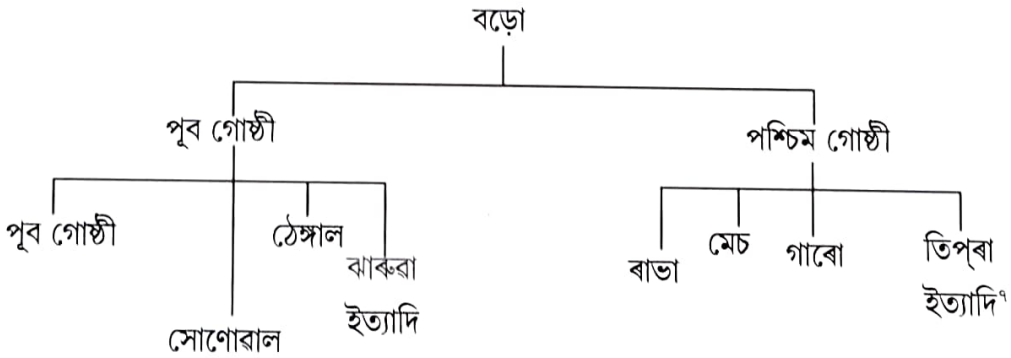 বড়ো
পূব গোষ্ঠী
পশ্চিম গোষ্ঠী
পূব গোষ্ঠী
ঠেঙ্গাল
ঝাৰুৱা
ইত্যাদি
সোণোৱাল
ৰাভা
মেচ
গাৰো
তিপ্‌ৰা
ইত্যাদি৭